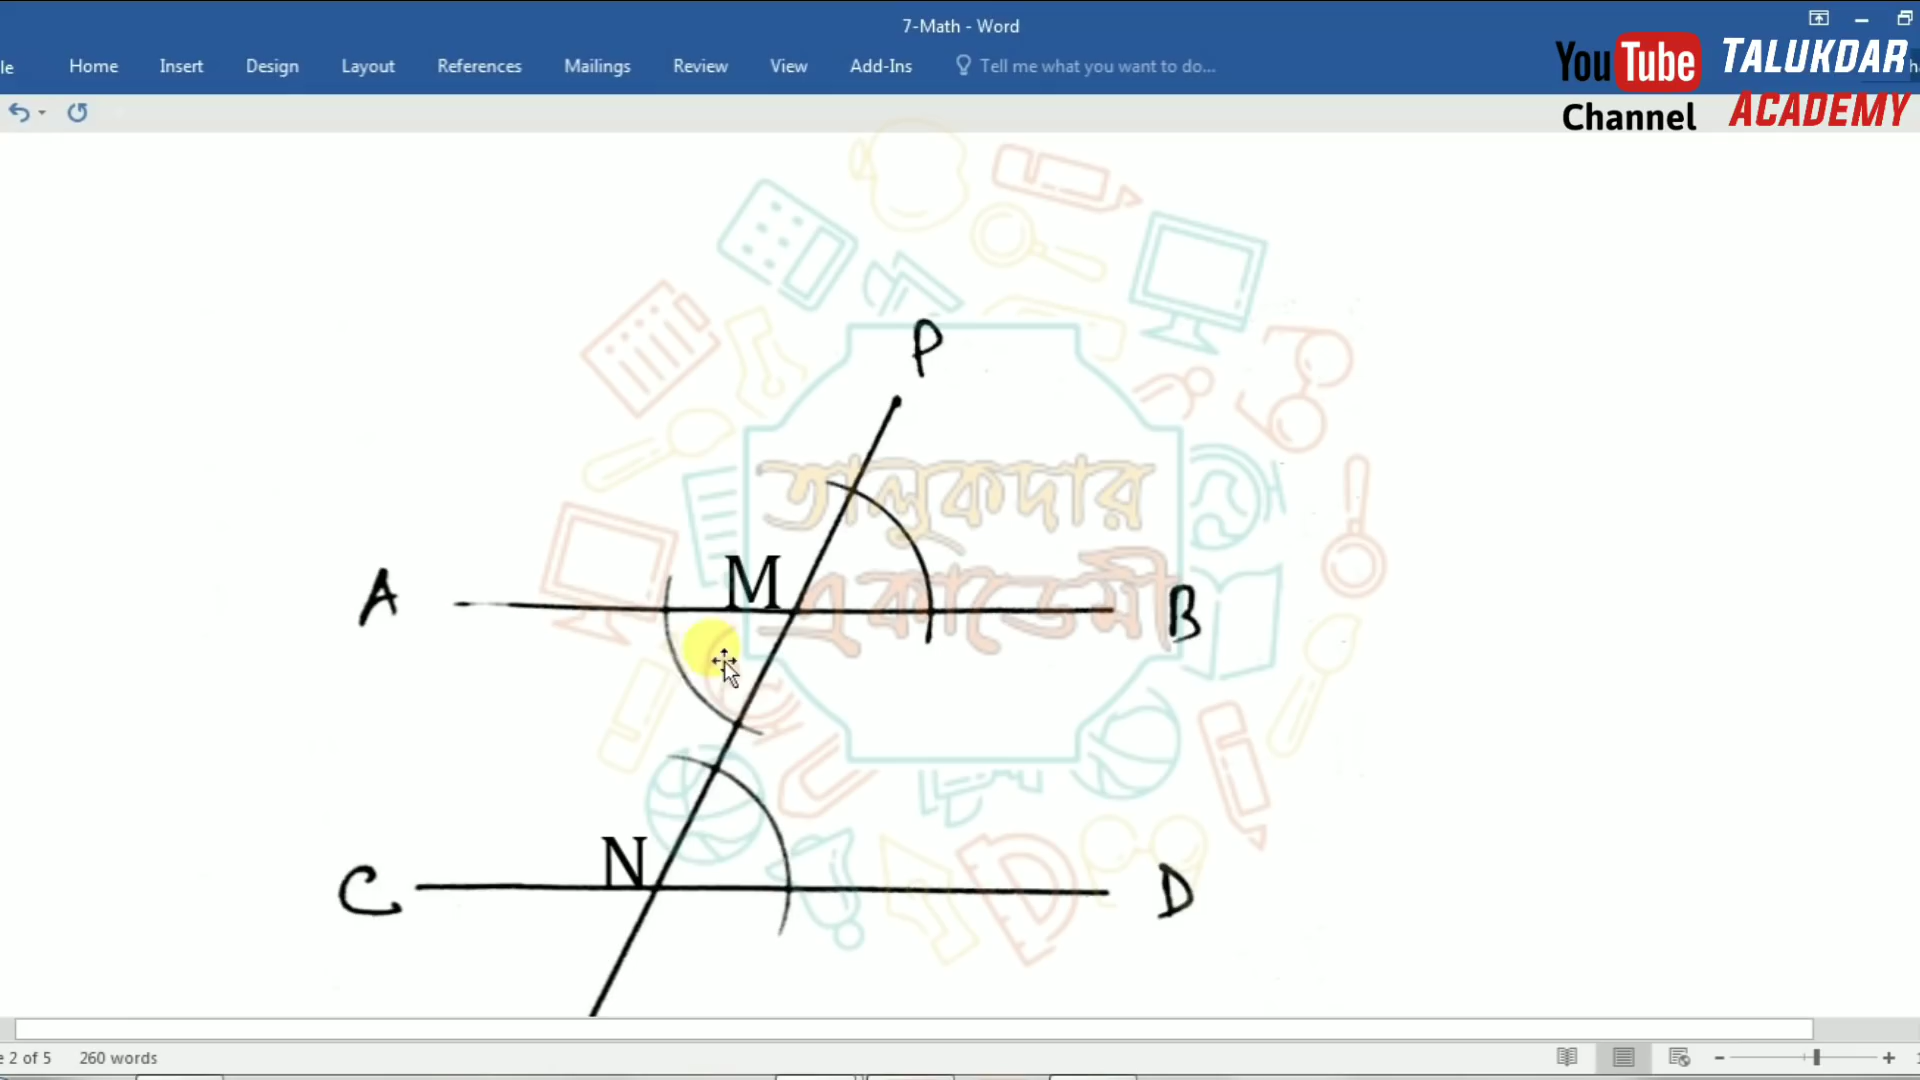 7-Math - Word
le Home Insert Design Layout References Mailings Review View Add-Ins Tell me what you want to do...
YouTube TALUKDAR
Channel ACADEMY
P
তালুকদার
M
একাডেমী
A B
N
C D
2 of 5 260 words